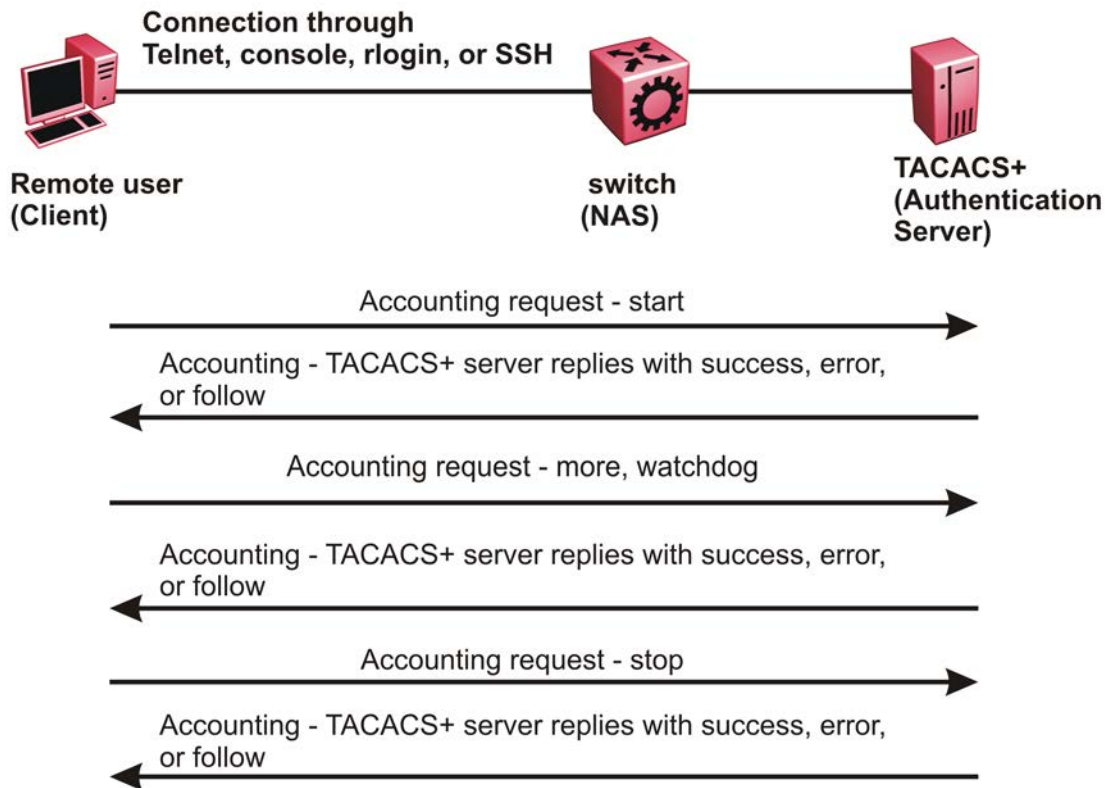 Connection through
Telnet, console, rlogin, or SSH
Remote user
(Client)
switch
(NAS)
TACACS+
(Authentication
Server)
Accounting request - start
Accounting - TACACS+ server replies with success, error,
or follow
Accounting request - more, watchdog
Accounting - TACACS+ server replies with success, error,
or follow
Accounting request - stop
Accounting - TACACS+ server replies with success, error,
or follow